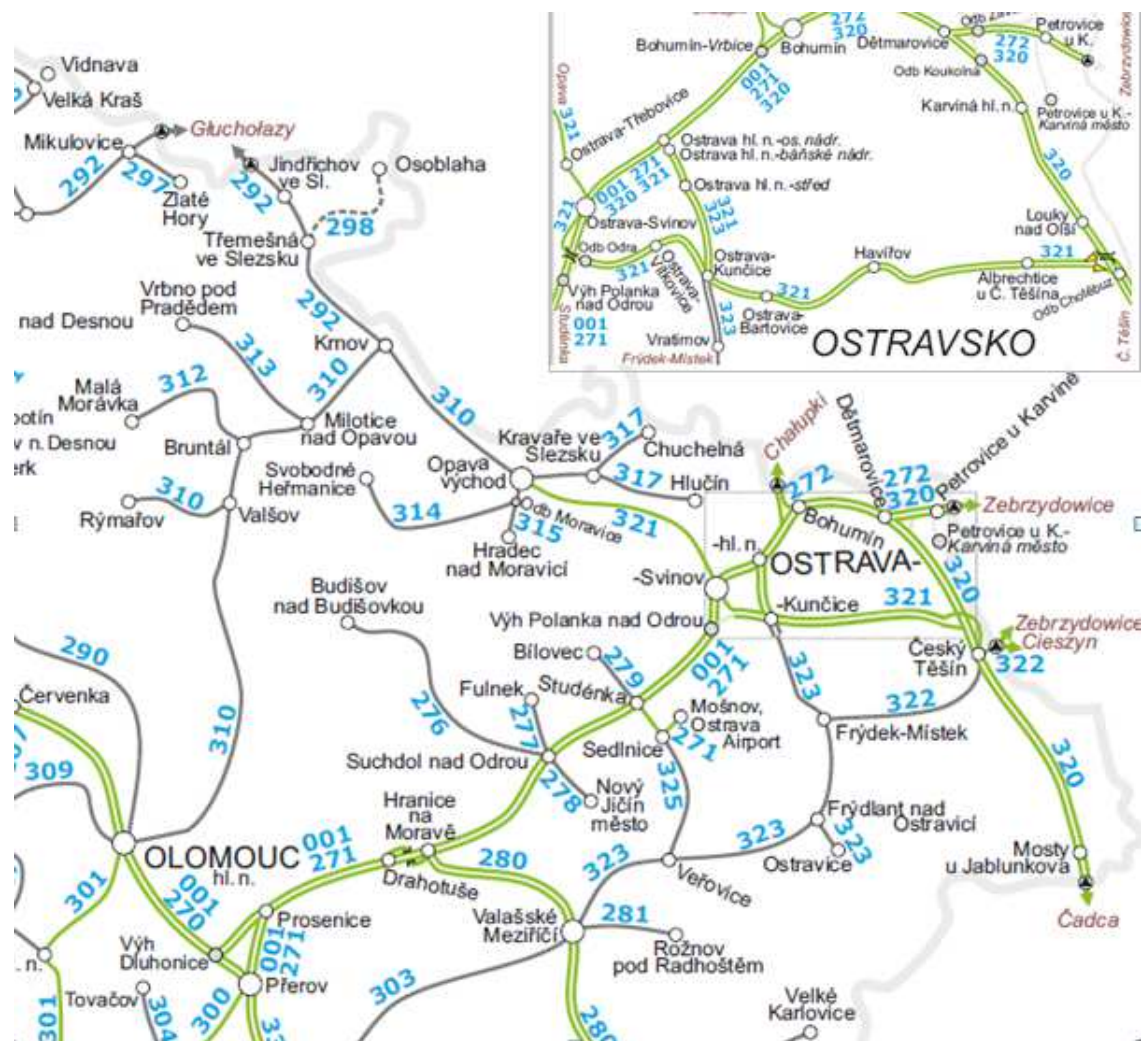 Vidnava
Velká Kraš
Mikulovice
Głuchołazy
292
297
Zlaté
Hory
Jindřichov
ve Sl.
292
Osoblaha
298
Třemešná
ve Slezsku
292
Vrbno pod
Pradědem
nad Desnou
313
Krnov
310
312
Malá
Morávka
Milotice
nad Opavou
Bruntál
v n. Desnou
310
310
Rýmařov
Valšov
Svobodné
Heřmanice
314
Opava
východ
Odb Moravice
315
Hradec
nad Moravicí
Kravaře ve
Slezsku
317
Chuchelná
317
Hlučín
321
Chałupki
272
Dětmarovice
272
320
Petrovice u Karviné
Zebrzydowice
Bohumín
Petrovice u K.-
Karviná město
-hl. n.
OSTRAVA-
320
-Svinov
-Kunčice
321
Výh Polanka nad Odrou
Zebrzydowice
Cieszyn
Český
Těšín
322
001
271
323
322
Frýdek-Místek
320
Budišov
nad Budišovkou
276
Bílovec
279
Studénka
Fulnek
277
Mošnov,
Ostrava
Airport
271
Sedlnice
Suchdol nad Odrou
278
Nový
Jičín
město
325
Frýdlant nad
Ostravicí
323
323
Ostravice
323
Veřovice
Mosty
u Jablunkova
Čadca
290
Červenka
310
309
Hranice
na
Moravě
001
271
Drahotuše
280
OLOMOUC
hl. n.
301
001
270
Prosenice
Výh
Dluhonice
001
271
Přerov
Valašské
Meziříčí
281
Rožnov
pod Radhoštěm
303
Tovačov
304
300
301
280
Velké
Karlovice
272
320
Bohumín-Vrbice
Bohumín
Dětmarovice
272
320
Petrovice
u K.
Zebrzydowice
Odb Koukolná
Karviná hl. n.
Petrovice u K.-
Karviná město
001
271
320
Opava
321
Ostrava-Třebovice
Ostrava hl. n.-os. nádr.
Ostrava hl. n.-báňské nádr.
001 271
320 321
Ostrava hl. n.-střed
321
323
320
321
Ostrava-Svinov
Odb Odra
321
Ostrava-
Vítkovice
Ostrava-
Kunčice
Havířov
321
Louky
nad Olší
Albrechtice
u Č. Těšína
Odb Chotěbuz
Výh Polanka
nad Odrou
321
Ostrava-
Bartovice
323
001
271
Studénka
Vratimov
Frýdek-Místek
OSTRAVSKO
Č. Těšín